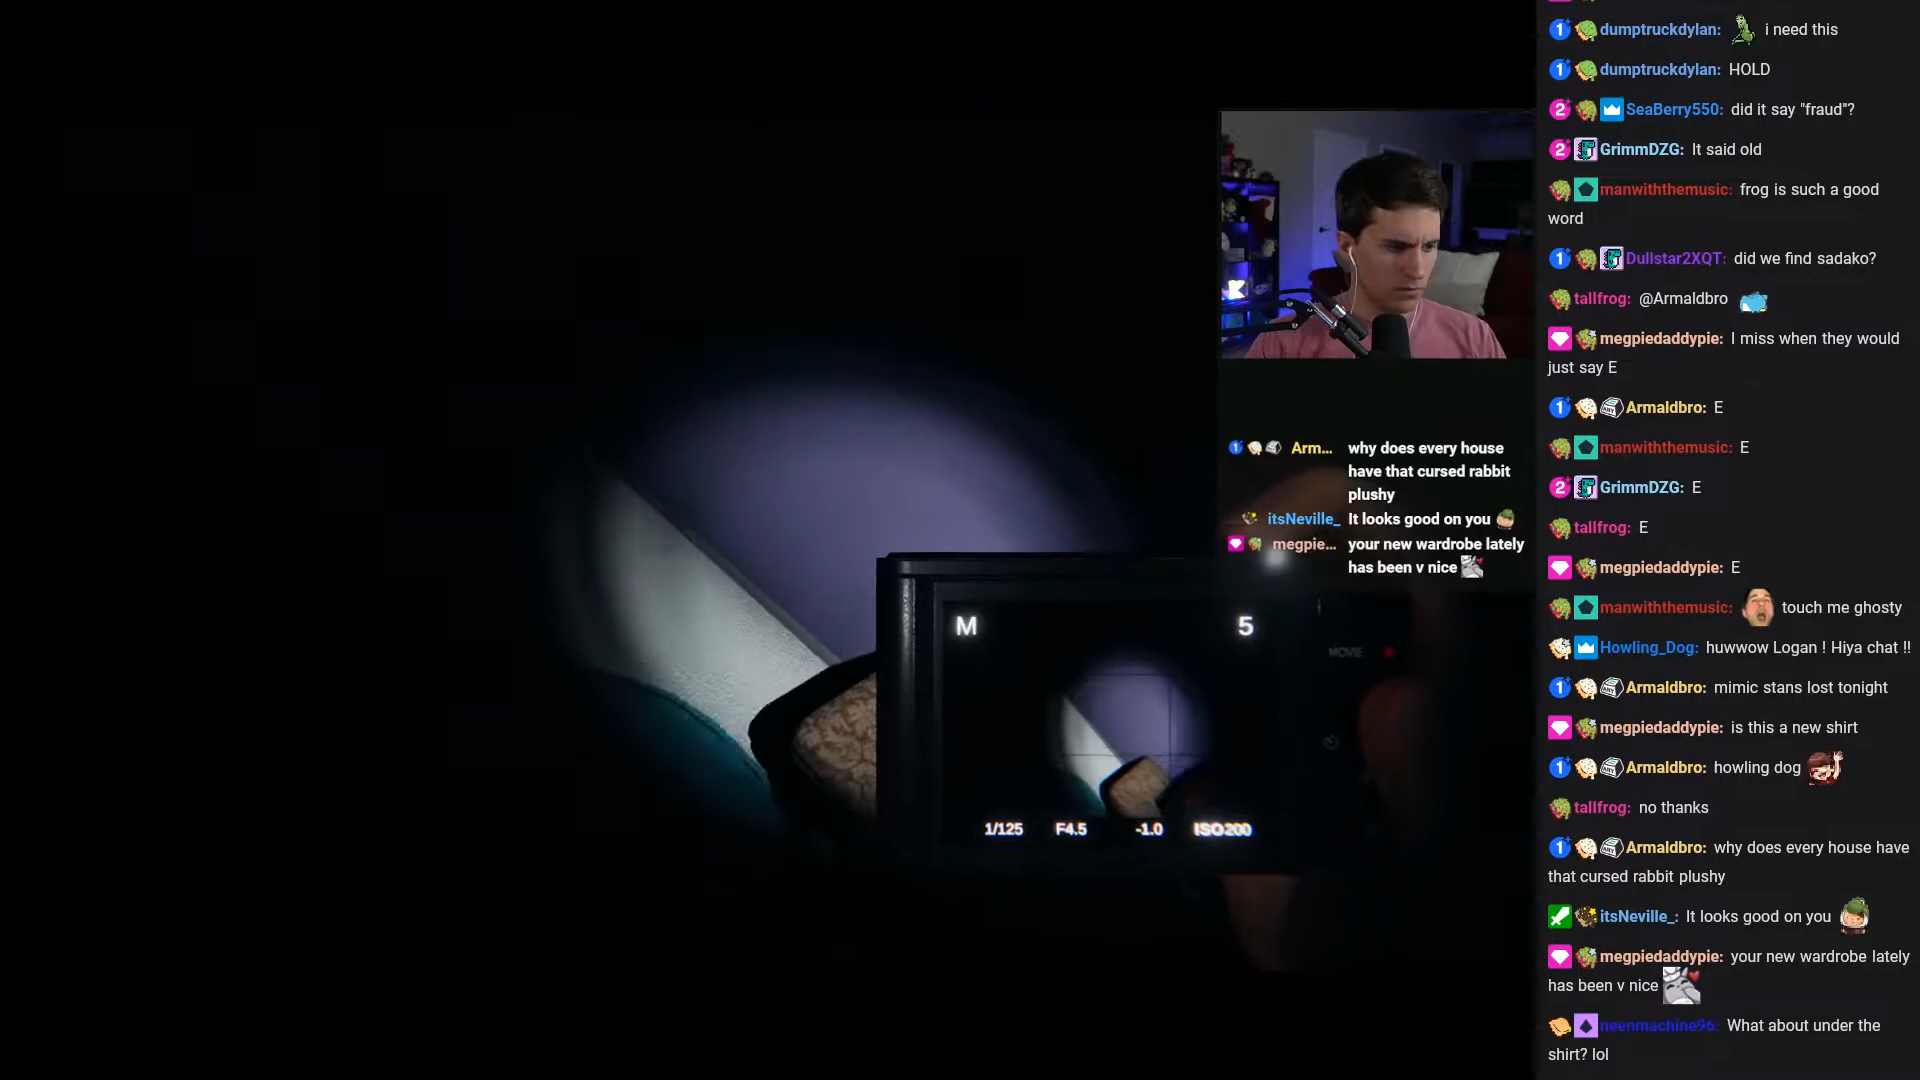 dumptruckdylan: i need this
dumptruckdylan: HOLD
SeaBerry550: did it say "fraud"?
GrimmDZG: It said old
manwiththemusic: frog is such a good
word
Dullstar2XQT: did we find sadako?
tallfrog: @Armaldbro
megpiedaddypie: I miss when they would
just say E
Armaldbro: E
manwiththemusic: E
GrimmDZG: E
tallfrog: E
megpiedaddypie: E
manwiththemusic: touch me ghosty
Howling_Dog: huwwow Logan ! Hiya chat !!
Armaldbro: mimic stans lost tonight
megpiedaddypie: is this a new shirt
Armaldbro: howling dog
tallfrog: no thanks
Armaldbro: why does every house have
that cursed rabbit plushy
itsNeville_: It looks good on you
megpiedaddypie: your new wardrobe lately
has been v nice
neenmachine96: What about under the
shirt? lol
Arm... why does every house
have that cursed rabbit
plushy
itsNeville_ It looks good on you
megpie... your new wardrobe lately
has been v nice
M 5
MOVIE
1/125 F4.5 -1.0 ISO200